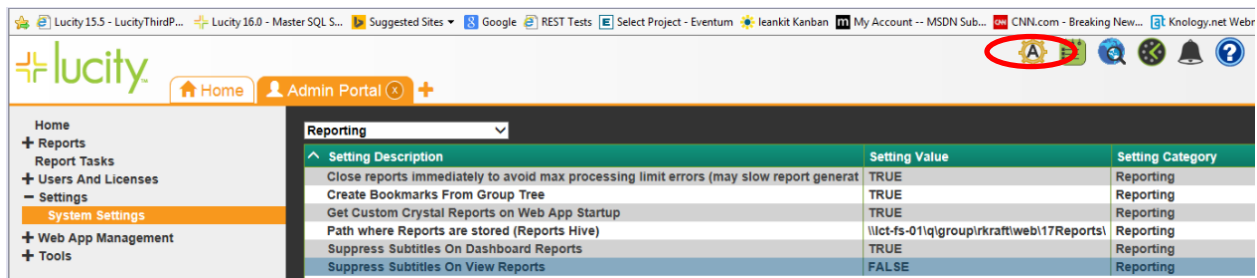 Lucity 15.5 - LucityThirdP... Lucity 16.0 - Master SQL S... Suggested Sites Google REST Tests Select Project - Eventum leankit Kanban My Account -- MSDN Sub... CNN.com - Breaking New... Knology.net Webm
lucity
A
Home Admin Portal
Home
Reports
Report Tasks
Users And Licenses
Settings
System Settings
Web App Management
Tools
Reporting
Setting Description Setting Value Setting Category
Close reports immediately to avoid max processing limit errors (may slow report generat TRUE Reporting
Create Bookmarks From Group Tree TRUE Reporting
Get Custom Crystal Reports on Web App Startup TRUE Reporting
Path where Reports are stored (Reports Hive) \\lct-fs-01\q\group\rkraft\web\17Reports\ Reporting
Suppress Subtitles On Dashboard Reports TRUE Reporting
Suppress Subtitles On View Reports FALSE Reporting